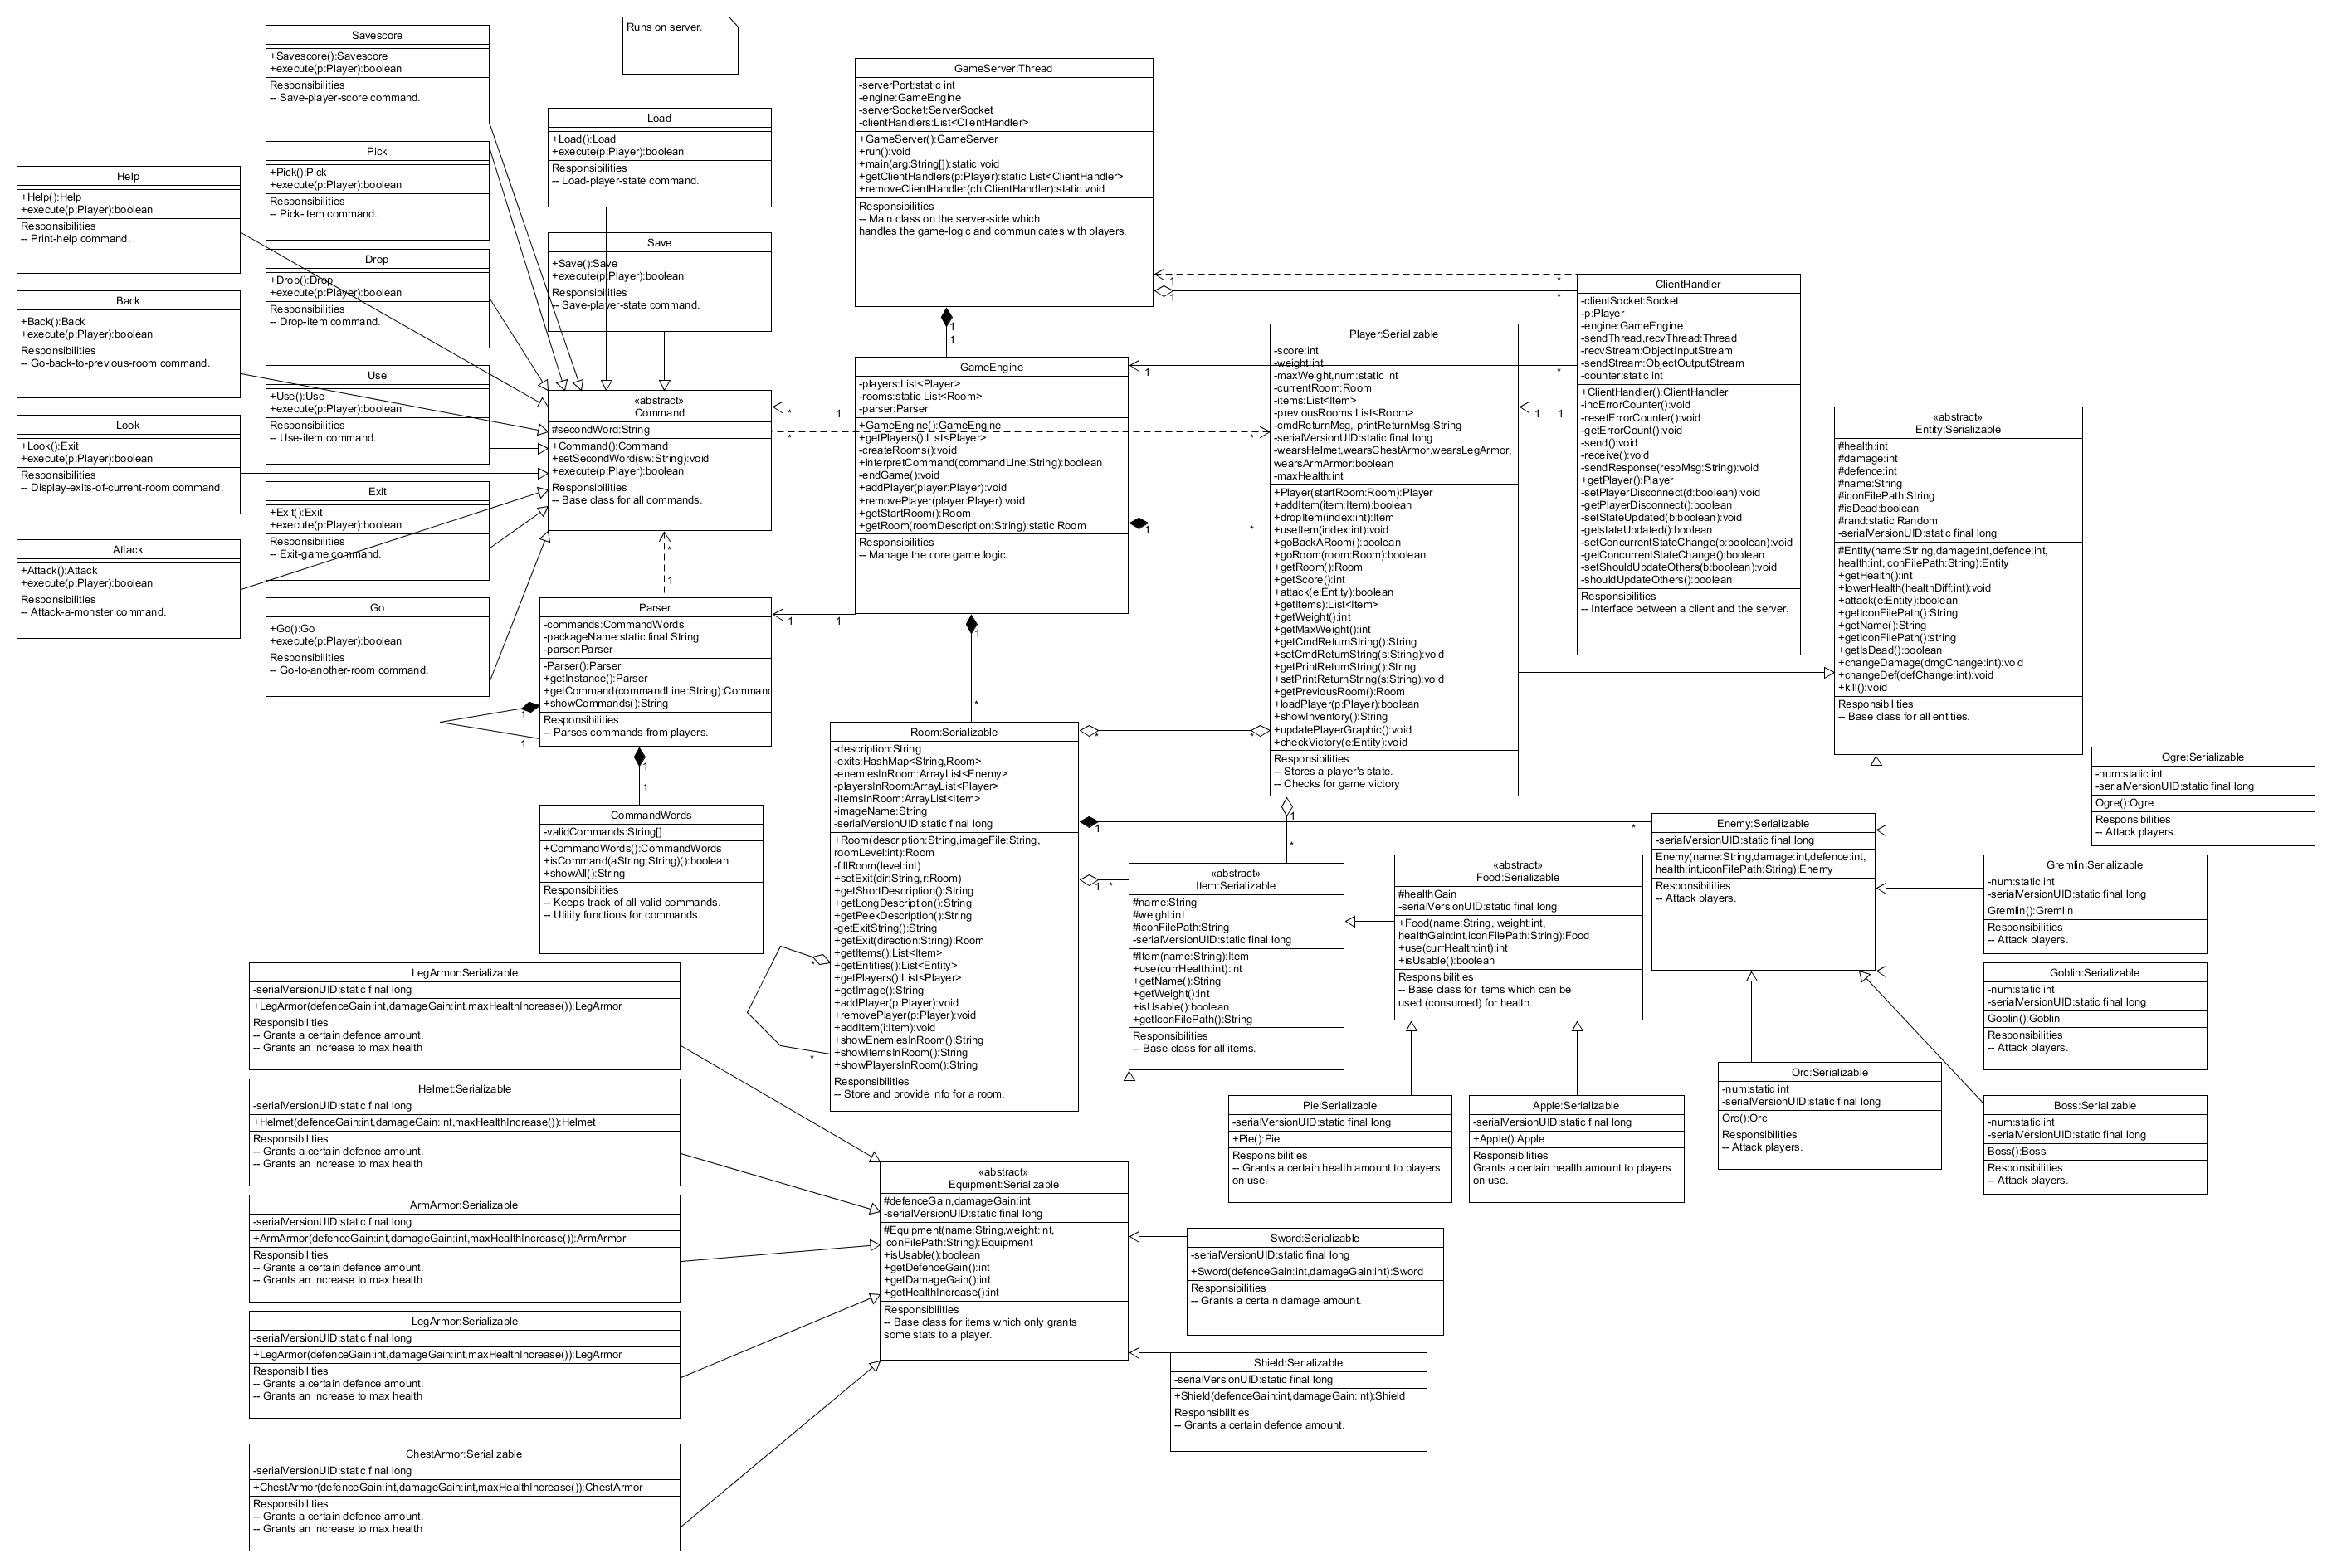 Savescore
+Savescore():Savescore
+execute(p:Player):boolean
Responsibilities
-- Save-player-score command.
Runs on server.
Pick
+Pick():Pick
+execute(p:Player):boolean
Responsibilities
-- Pick-item command.
Load
+Load():Load
+execute(p:Player):boolean
Responsibilities
-- Load-player-state command.
Help
+Help():Help
+execute(p:Player):boolean
Responsibilities
-- Print-help command.
Drop
+Drop():Drop
+execute(p:Player):boolean
Responsibilities
-- Drop-item command.
Save
+Save():Save
+execute(p:Player):boolean
Responsibilities
-- Save-player-state command.
Back
+Back():Back
+execute(p:Player):boolean
Responsibilities
-- Go-back-to-previous-room command.
Use
+Use():Use
+execute(p:Player):boolean
Responsibilities
-- Use-item command.
Look
+Look():Exit
+execute(p:Player):boolean
Responsibilities
-- Display-exits-of-current-room command.
Exit
+Exit():Exit
+execute(p:Player):boolean
Responsibilities
-- Exit-game command.
Attack
+Attack():Attack
+execute(p:Player):boolean
Responsibilities
-- Attack-a-monster command.
Go
+Go():Go
+execute(p:Player):boolean
Responsibilities
-- Go-to-another-room command.
«abstract»
Command
#secondWord:String
+Command():Command
+setSecondWord(sw:String):void
+execute(p:Player):boolean
Responsibilities
-- Base class for all commands.
* 1
* *
*
1
Parser
-commands:CommandWords
-packageName:static final String
-parser:Parser
-Parser():Parser
+getInstance():Parser
+getCommand(commandLine:String):Command
+showCommands():String
Responsibilities
-- Parses commands from players.
1
1
1
1
1 1
CommandWords
-validCommands:String[]
+CommandWords():CommandWords
+isCommand(aString:String)():boolean
+showAll():String
Responsibilities
-- Keeps track of all valid commands.
-- Utility functions for commands.
GameServer:Thread
-serverPort:static int
-engine:GameEngine
-serverSocket:ServerSocket
-clientHandlers:List<ClientHandler>
+GameServer():GameServer
+run():void
+main(arg:String[]):static void
+getClientHandlers(p:Player):static List<ClientHandler>
+removeClientHandler(ch:ClientHandler):static void
Responsibilities
-- Main class on the server-side which
handles the game-logic and communicates with players.
1 *
1 *
1
1
GameEngine
-players:List<Player>
-rooms:static List<Room>
-parser:Parser
+GameEngine():GameEngine
+getPlayers():List<Player>
-createRooms():void
+interpretCommand(commandLine:String):boolean
-endGame():void
+addPlayer(player:Player):void
+removePlayer(player:Player):void
+getStartRoom():Room
+getRoom(roomDescription:String):static Room
Responsibilities
-- Manage the core game logic.
1 *
1 *
1
*
Player:Serializable
-score:int
-weight:int
-maxWeight,num:static int
-currentRoom:Room
-items:List<Item>
-previousRooms:List<Room>
-cmdReturnMsg, printReturnMsg:String
-serialVersionUID:static final long
-wearsHelmet,wearsChestArmor,wearsLegArmor,
wearsArmArmor:boolean
-maxHealth:int
+Player(startRoom:Room):Player
+addItem(item:Item):boolean
+dropItem(index:int):Item
+useItem(index:int):void
+goBackARoom():boolean
+goRoom(room:Room):boolean
+getRoom():Room
+getScore():int
+attack(e:Entity):boolean
+getItems):List<Item>
+getWeight():int
+getMaxWeight():int
+getCmdReturnString():String
+setCmdReturnString(s:String):void
+getPrintReturnString():String
+setPrintReturnString(s:String):void
+getPreviousRoom():Room
+loadPlayer(p:Player):boolean
+showInventory():String
+updatePlayerGraphic():void
+checkVictory(e:Entity):void
Responsibilities
-- Stores a player's state.
-- Checks for game victory
1 1
ClientHandler
-clientSocket:Socket
-p:Player
-engine:GameEngine
-sendThread,recvThread:Thread
-recvStream:ObjectInputStream
-sendStream:ObjectOutputStream
-counter:static int
+ClientHandler():ClientHandler
-incErrorCounter():void
-resetErrorCounter():void
-getErrorCount():void
-send():void
-receive():void
-sendResponse(respMsg:String):void
+getPlayer():Player
-setPlayerDisconnect(d:boolean):void
-getPlayerDisconnect():boolean
-setStateUpdated(b:boolean):void
-getstateUpdated():boolean
-setConcurrentStateChange(b:boolean):void
-getConcurrentStateChange():boolean
-setShouldUpdateOthers(b:boolean):void
-shouldUpdateOthers():boolean
Responsibilities
-- Interface between a client and the server.
«abstract»
Entity:Serializable
#health:int
#damage:int
#defence:int
#name:String
#iconFilePath:String
#isDead:boolean
#rand:static Random
-serialVersionUID:static final long
#Entity(name:String,damage:int,defence:int,
health:int,iconFilePath:String):Entity
+getHealth():int
+lowerHealth(healthDiff:int):void
+attack(e:Entity):boolean
+getIconFilePath():String
+getName():String
+getIconFilePath():string
+getIsDead():boolean
+changeDamage(dmgChange:int):void
+changeDef(defChange:int):void
+kill():void
Responsibilities
-- Base class for all entities.
Room:Serializable
-description:String
-exits:HashMap<String,Room>
-enemiesInRoom:ArrayList<Enemy>
-playersInRoom:ArrayList<Player>
-itemsInRoom:ArrayList<Item>
-imageName:String
-serialVersionUID:static final long
+Room(description:String,imageFile:String,
roomLevel:int):Room
-fillRoom(level:int)
+setExit(dir:String,r:Room)
+getShortDescription():String
+getLongDescription():String
+getPeekDescription():String
-getExitString():String
+getExit(direction:String):Room
+getItems():List<Item>
+getEntities():List<Entity>
+getPlayers():List<Player>
+getImage():String
+addPlayer(p:Player):void
+removePlayer(p:Player):void
+addItem(i:Item):void
+showEnemiesInRoom():String
+showItemsInRoom():String
+showPlayersInRoom():String
Responsibilities
-- Store and provide info for a room.
* *
1 *
1 *
1
*
*
*
«abstract»
Item:Serializable
#name:String
#weight:int
#iconFilePath:String
-serialVersionUID:static final long
#Item(name:String):Item
+use(currHealth:int):int
+getName():String
+getWeight():int
+isUsable():boolean
+getIconFilePath():String
Responsibilities
-- Base class for all items.
«abstract»
Food:Serializable
#healthGain
-serialVersionUID:static final long
+Food(name:String, weight:int,
healthGain:int,iconFilePath:String):Food
+use(currHealth:int):int
+isUsable():boolean
Responsibilities
-- Base class for items which can be
used (consumed) for health.
Enemy:Serializable
-serialVersionUID:static final long
Enemy(name:String,damage:int,defence:int,
health:int,iconFilePath:String):Enemy
Responsibilities
-- Attack players.
Ogre:Serializable
-num:static int
-serialVersionUID:static final long
Ogre():Ogre
Responsibilities
-- Attack players.
Gremlin:Serializable
-num:static int
-serialVersionUID:static final long
Gremlin():Gremlin
Responsibilities
-- Attack players.
Goblin:Serializable
-num:static int
-serialVersionUID:static final long
Goblin():Goblin
Responsibilities
-- Attack players.
Orc:Serializable
-num:static int
-serialVersionUID:static final long
Orc():Orc
Responsibilities
-- Attack players.
Boss:Serializable
-num:static int
-serialVersionUID:static final long
Boss():Boss
Responsibilities
-- Attack players.
Pie:Serializable
-serialVersionUID:static final long
+Pie():Pie
Responsibilities
-- Grants a certain health amount to players
on use.
Apple:Serializable
-serialVersionUID:static final long
+Apple():Apple
Responsibilities
Grants a certain health amount to players
on use.
LegArmor:Serializable
-serialVersionUID:static final long
+LegArmor(defenceGain:int,damageGain:int,maxHealthIncrease()):LegArmor
Responsibilities
-- Grants a certain defence amount.
-- Grants an increase to max health
Helmet:Serializable
-serialVersionUID:static final long
+Helmet(defenceGain:int,damageGain:int,maxHealthIncrease()):Helmet
Responsibilities
-- Grants a certain defence amount.
-- Grants an increase to max health
ArmArmor:Serializable
-serialVersionUID:static final long
+ArmArmor(defenceGain:int,damageGain:int,maxHealthIncrease()):ArmArmor
Responsibilities
-- Grants a certain defence amount.
-- Grants an increase to max health
LegArmor:Serializable
-serialVersionUID:static final long
+LegArmor(defenceGain:int,damageGain:int,maxHealthIncrease()):LegArmor
Responsibilities
-- Grants a certain defence amount.
-- Grants an increase to max health
ChestArmor:Serializable
-serialVersionUID:static final long
+ChestArmor(defenceGain:int,damageGain:int,maxHealthIncrease()):ChestArmor
Responsibilities
-- Grants a certain defence amount.
-- Grants an increase to max health
«abstract»
Equipment:Serializable
#defenceGain,damageGain:int
-serialVersionUID:static final long
#Equipment(name:String,weight:int,
iconFilePath:String):Equipment
+isUsable():boolean
+getDefenceGain():int
+getDamageGain():int
+getHealthIncrease():int
Responsibilities
-- Base class for items which only grants
some stats to a player.
Sword:Serializable
-serialVersionUID:static final long
+Sword(defenceGain:int,damageGain:int):Sword
Responsibilities
-- Grants a certain damage amount.
Shield:Serializable
-serialVersionUID:static final long
+Shield(defenceGain:int,damageGain:int):Shield
Responsibilities
-- Grants a certain defence amount.